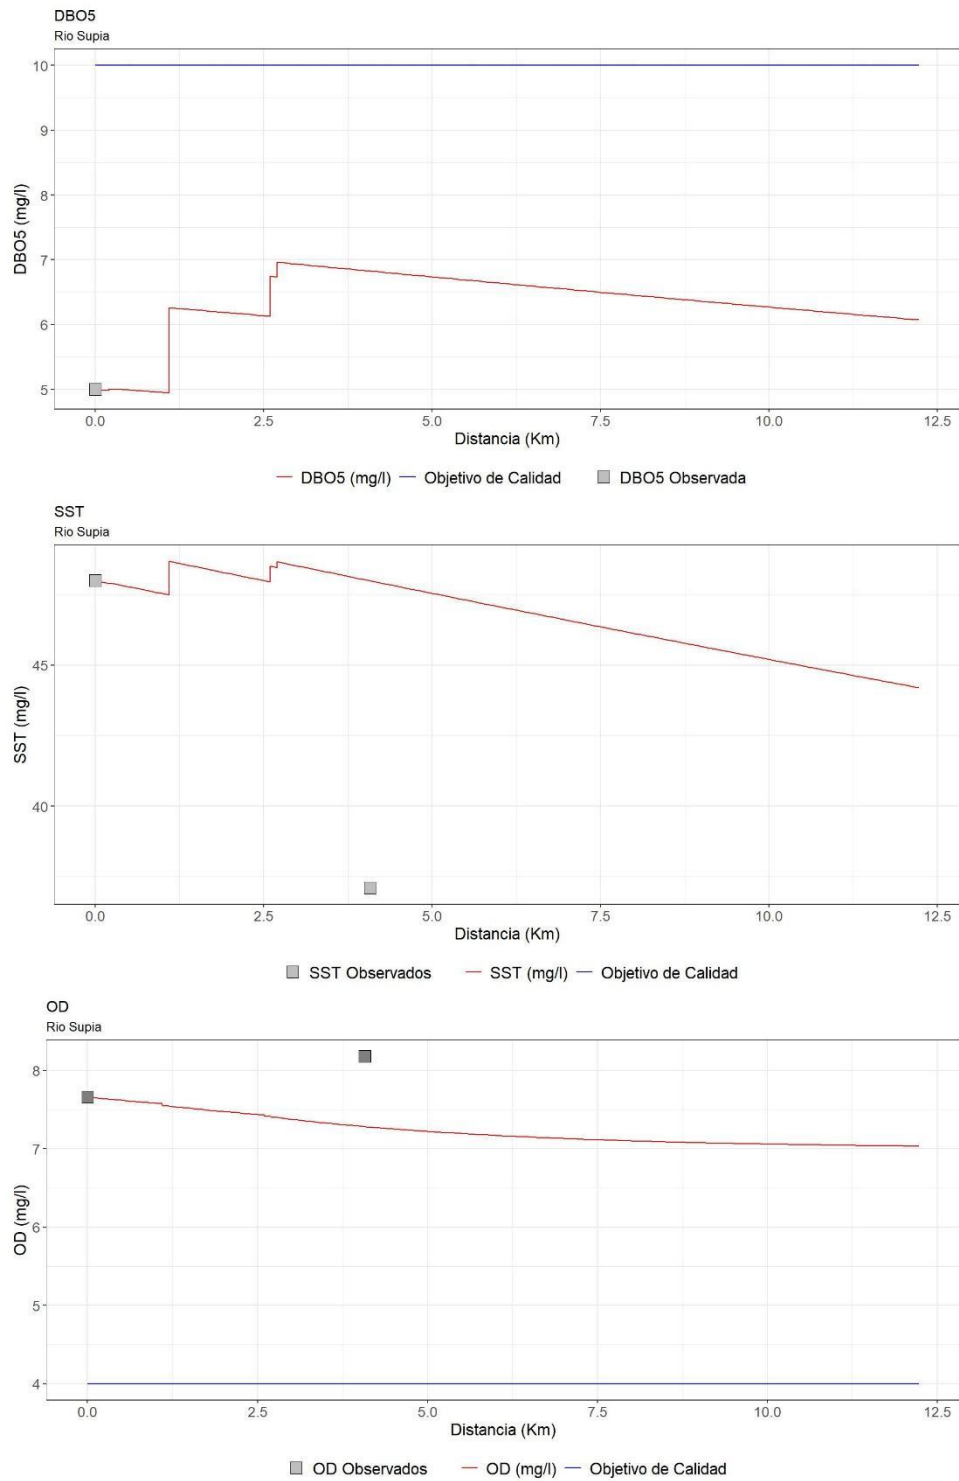 DBO5
Rio Supia
DBO5 (mg/l)
10
9
8
7
6
5
0.0 2.5 5.0 7.5 10.0 12.5
Distancia (Km)
DBO5 (mg/l) Objetivo de Calidad DBO5 Observada
SST
Rio Supia
SST (mg/l)
45
40
0.0 2.5 5.0 7.5 10.0 12.5
Distancia (Km)
SST Observados SST (mg/l) Objetivo de Calidad
OD
Rio Supia
OD (mg/l)
8
7
6
5
4
0.0 2.5 5.0 7.5 10.0 12.5
Distancia (Km)
OD Observados OD (mg/l) Objetivo de Calidad